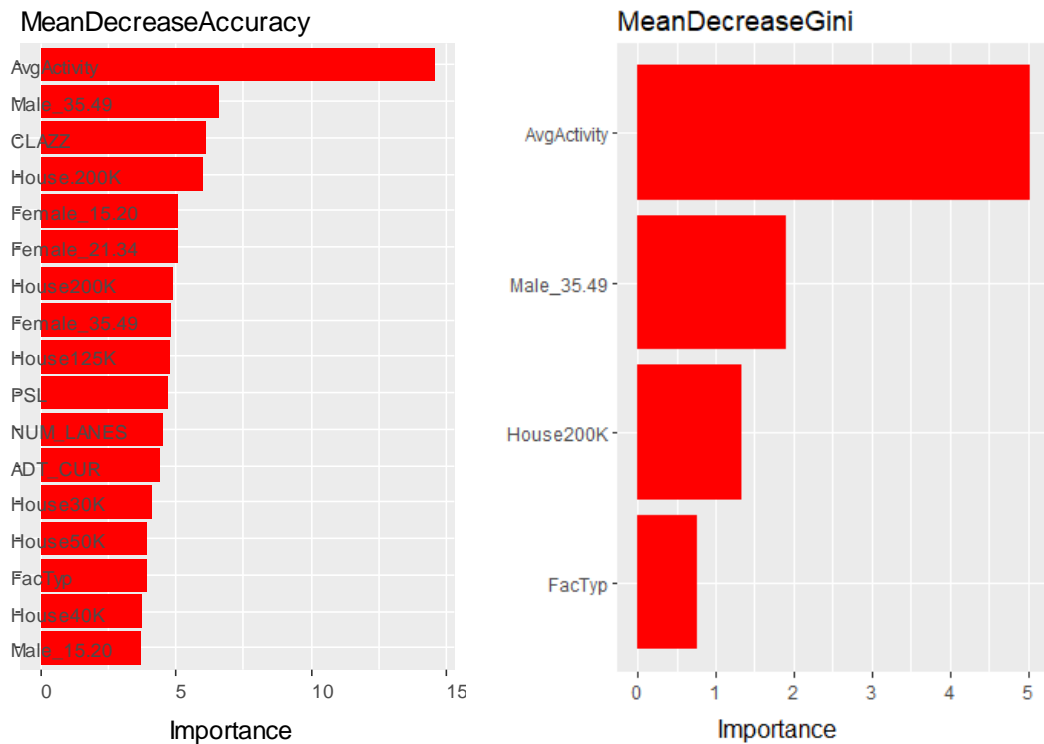 MeanDecreaseAccuracy
AvgActivity
Male_35.49
CLAZZ
House.200K
Female_15.20
Female_21.34
House200K
Female_35.49
House125K
PSL
NUM_LANES
ADT_CUR
House30K
House50K
FacTyp
House40K
Male_15.20
0 5 10 15
Importance
MeanDecreaseGini
AvgActivity
Male_35.49
House200K
FacTyp
0 1 2 3 4 5
Importance